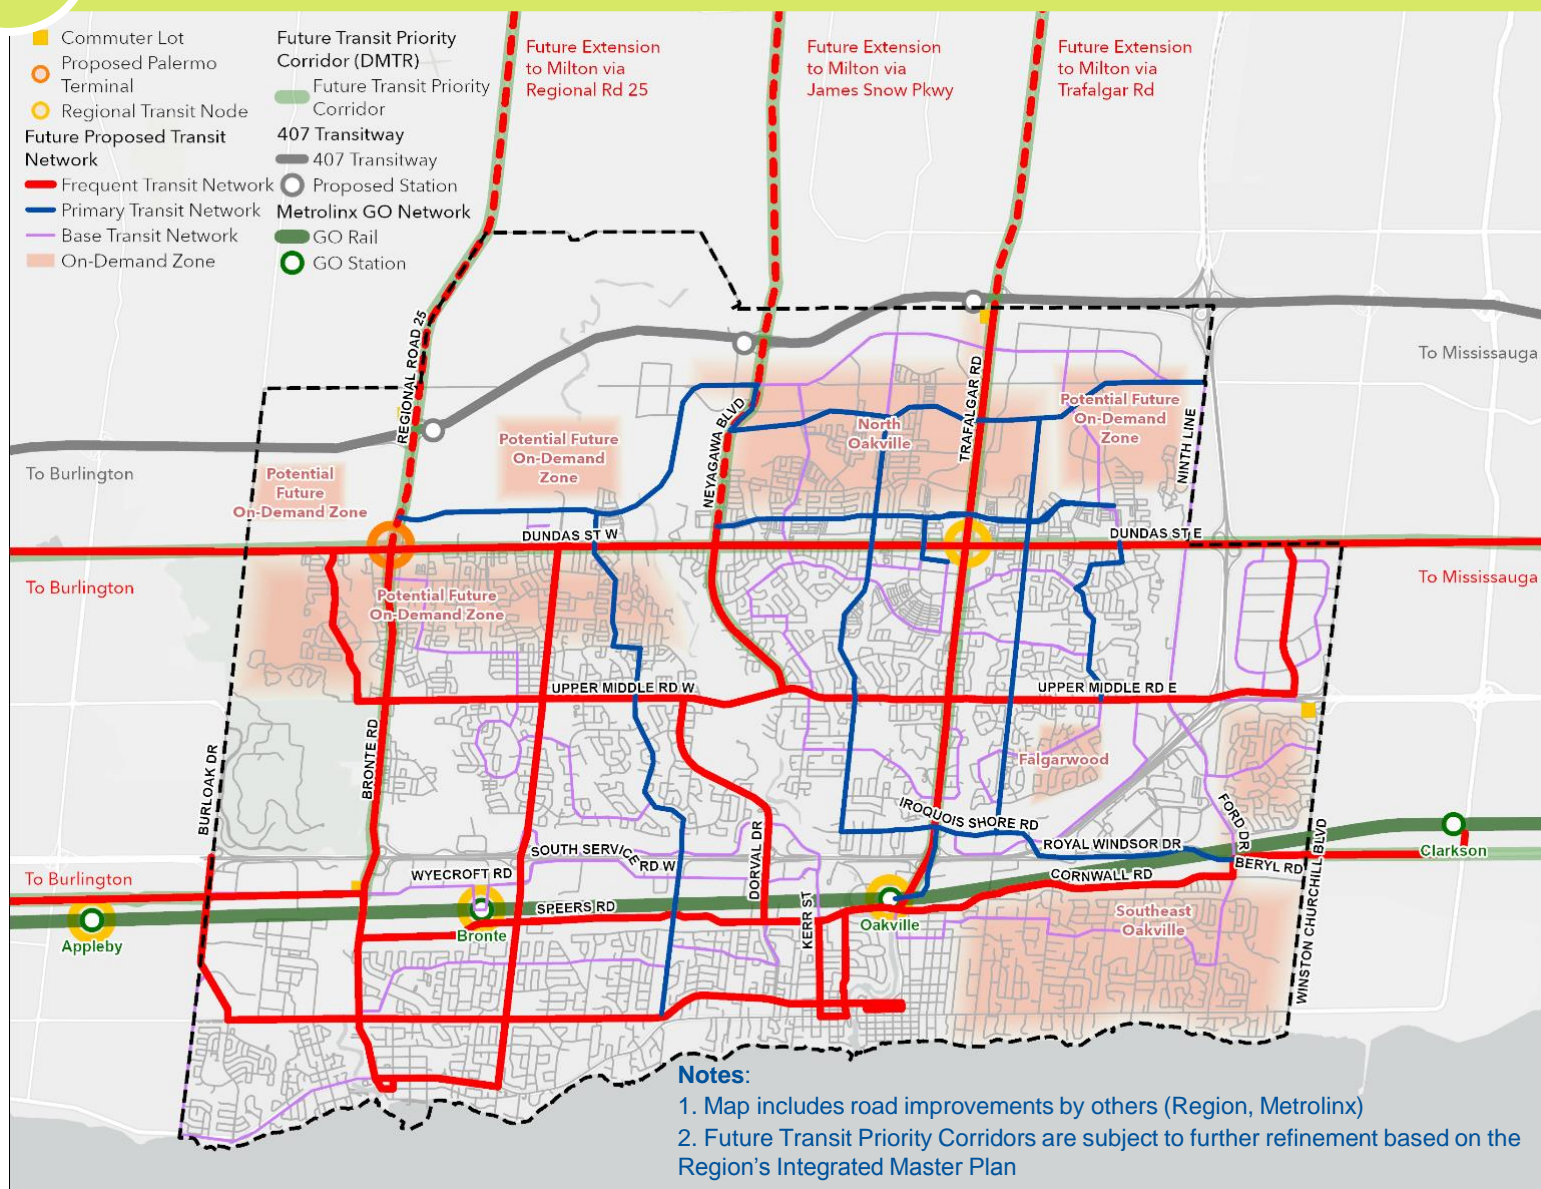 Commuter Lot
Proposed Palermo
Terminal
Regional Transit Node
Future Proposed Transit
Network
Frequent Transit Network
Primary Transit Network
Base Transit Network
On-Demand Zone
Future Transit Priority
Corridor (DMTR)
Future Transit Priority
Corridor
407 Transitway
407 Transitway
Proposed Station
Metrolinx GO Network
GO Rail
GO Station
Future Extension
to Milton via
Regional Rd 25
Future Extension
to Milton via
James Snow Pkwy
Future Extension
to Milton via
Trafalgar Rd
REGIONAL ROAD 25
NEYAGAWA BLVD
TRAFALGAR RD
NINTH LINE
To Mississauga
To Burlington
Potential
Future
On-Demand Zone
Potential Future
On-Demand
Zone
North
Oakville
Potential Future
On-Demand
Zone
DUNDAS ST W
DUNDAS ST E
To Burlington
To Mississauga
Potential Future
On-Demand Zone
UPPER MIDDLE RD W
UPPER MIDDLE RD E
BRONTE RD
BURLOAK DR
Falgarwood
IROQUOIS SHORE RD
FORD DR
ROYAL WINDSOR DR
BERYL RD
CORNWALL RD
WINSTON CHURCHILL BLVD
Clarkson
SOUTH SERVICE RD W
WYECROFT RD
DORVAL DR
KERR ST
SPEERS RD
To Burlington
Appleby
Bronte
Oakville
Southeast
Oakville
Notes:
1. Map includes road improvements by others (Region, Metrolinx)
2. Future Transit Priority Corridors are subject to further refinement based on the
Region's Integrated Master Plan